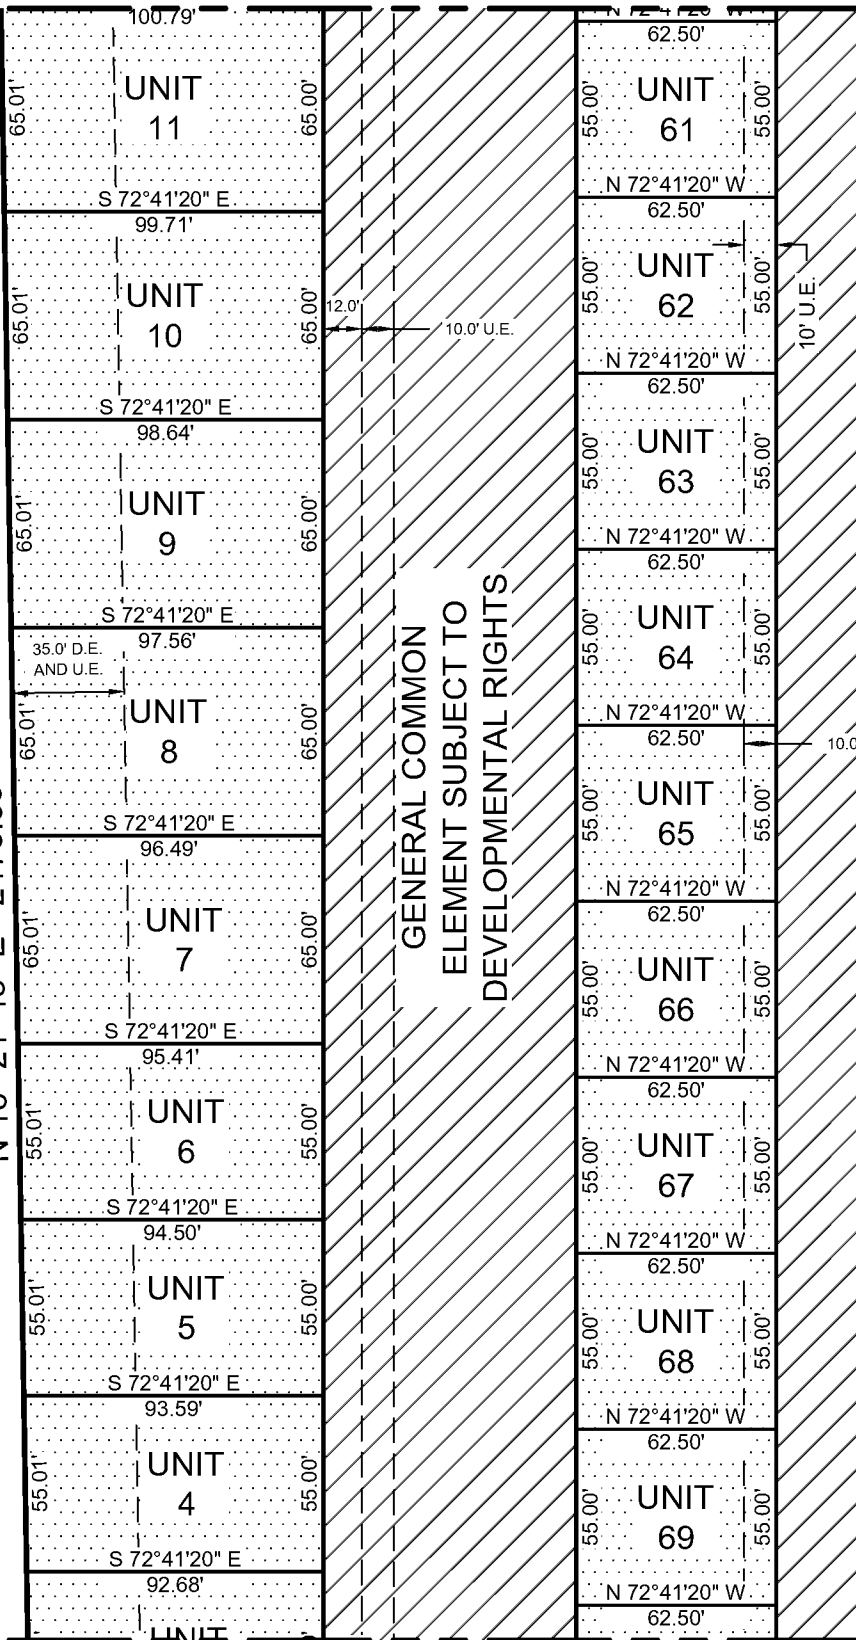 100.79'
UNIT
11
65.01'
65.00'
S 72°41'20" E
99.71'
UNIT
10
65.01'
65.00'
S 72°41'20" E
98.64'
UNIT
9
65.01'
65.00'
S 72°41'20" E
97.56'
35.0' D.E.
AND U.E.
UNIT
8
65.01'
65.00'
S 72°41'20" E
96.49'
UNIT
7
65.01'
65.00'
S 72°41'20" E
95.41'
UNIT
6
55.01'
55.00'
S 72°41'20" E
94.50'
UNIT
5
55.01'
55.00'
S 72°41'20" E
93.59'
UNIT
4
55.01'
55.00'
S 72°41'20" E
92.68'
UNIT
12.0'
10.0' U.E.
GENERAL COMMON
ELEMENT SUBJECT TO
DEVELOPMENTAL RIGHTS
N 72°41'20" W
62.50'
UNIT
61
55.00'
55.00'
N 72°41'20" W
62.50'
UNIT
62
55.00'
55.00'
10' U.E.
N 72°41'20" W
62.50'
UNIT
63
55.00'
55.00'
N 72°41'20" W
62.50'
UNIT
64
55.00'
55.00'
N 72°41'20" W
62.50'
10.0
UNIT
65
55.00'
55.00'
N 72°41'20" W
62.50'
UNIT
66
55.00'
55.00'
N 72°41'20" W
62.50'
UNIT
67
55.00'
55.00'
N 72°41'20" W
62.50'
UNIT
68
55.00'
55.00'
N 72°41'20" W
62.50'
UNIT
69
55.00'
55.00'
N 72°41'20" W
62.50'